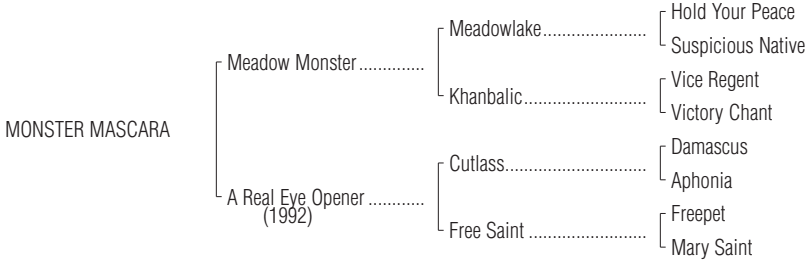 Hold Your Peace
Meadowlake.......................
Suspicious Native
Meadow Monster..............
Vice Regent
Khanbalic...........................
Victory Chant
MONSTER MASCARA
Damascus
Cutlass...............................
Aphonia
A Real Eye Opener ............
(1992)
Freepet
Free Saint ..........................
Mary Saint